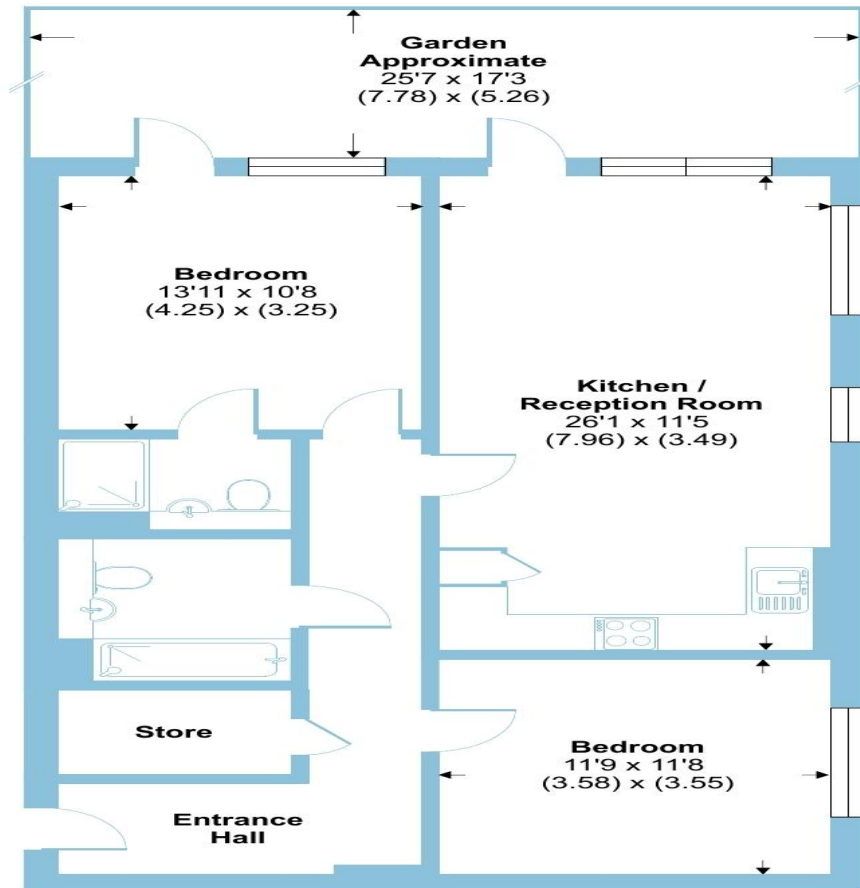 Garden
Approximate
25'7 x 17'3
(7.78) x (5.26)
Bedroom
13'11 x 10'8
(4.25) x (3.25)
Kitchen /
Reception Room
26'1 x 11'5
(7.96) x (3.49)
Store
Bedroom
11'9 x 11'8
(3.58) x (3.55)
Entrance
Hall